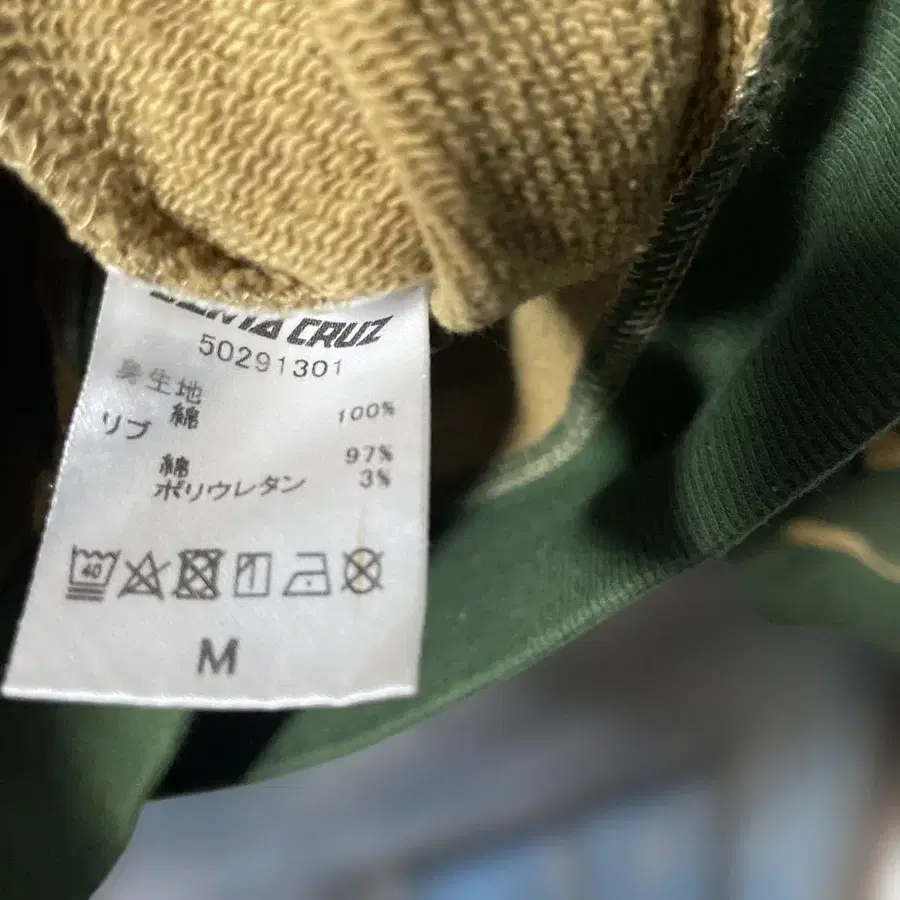 SANTA CRUZ
50291301
身生地
綿 100%
リブ
綿 97%
ポリウレタン 3%
40
M